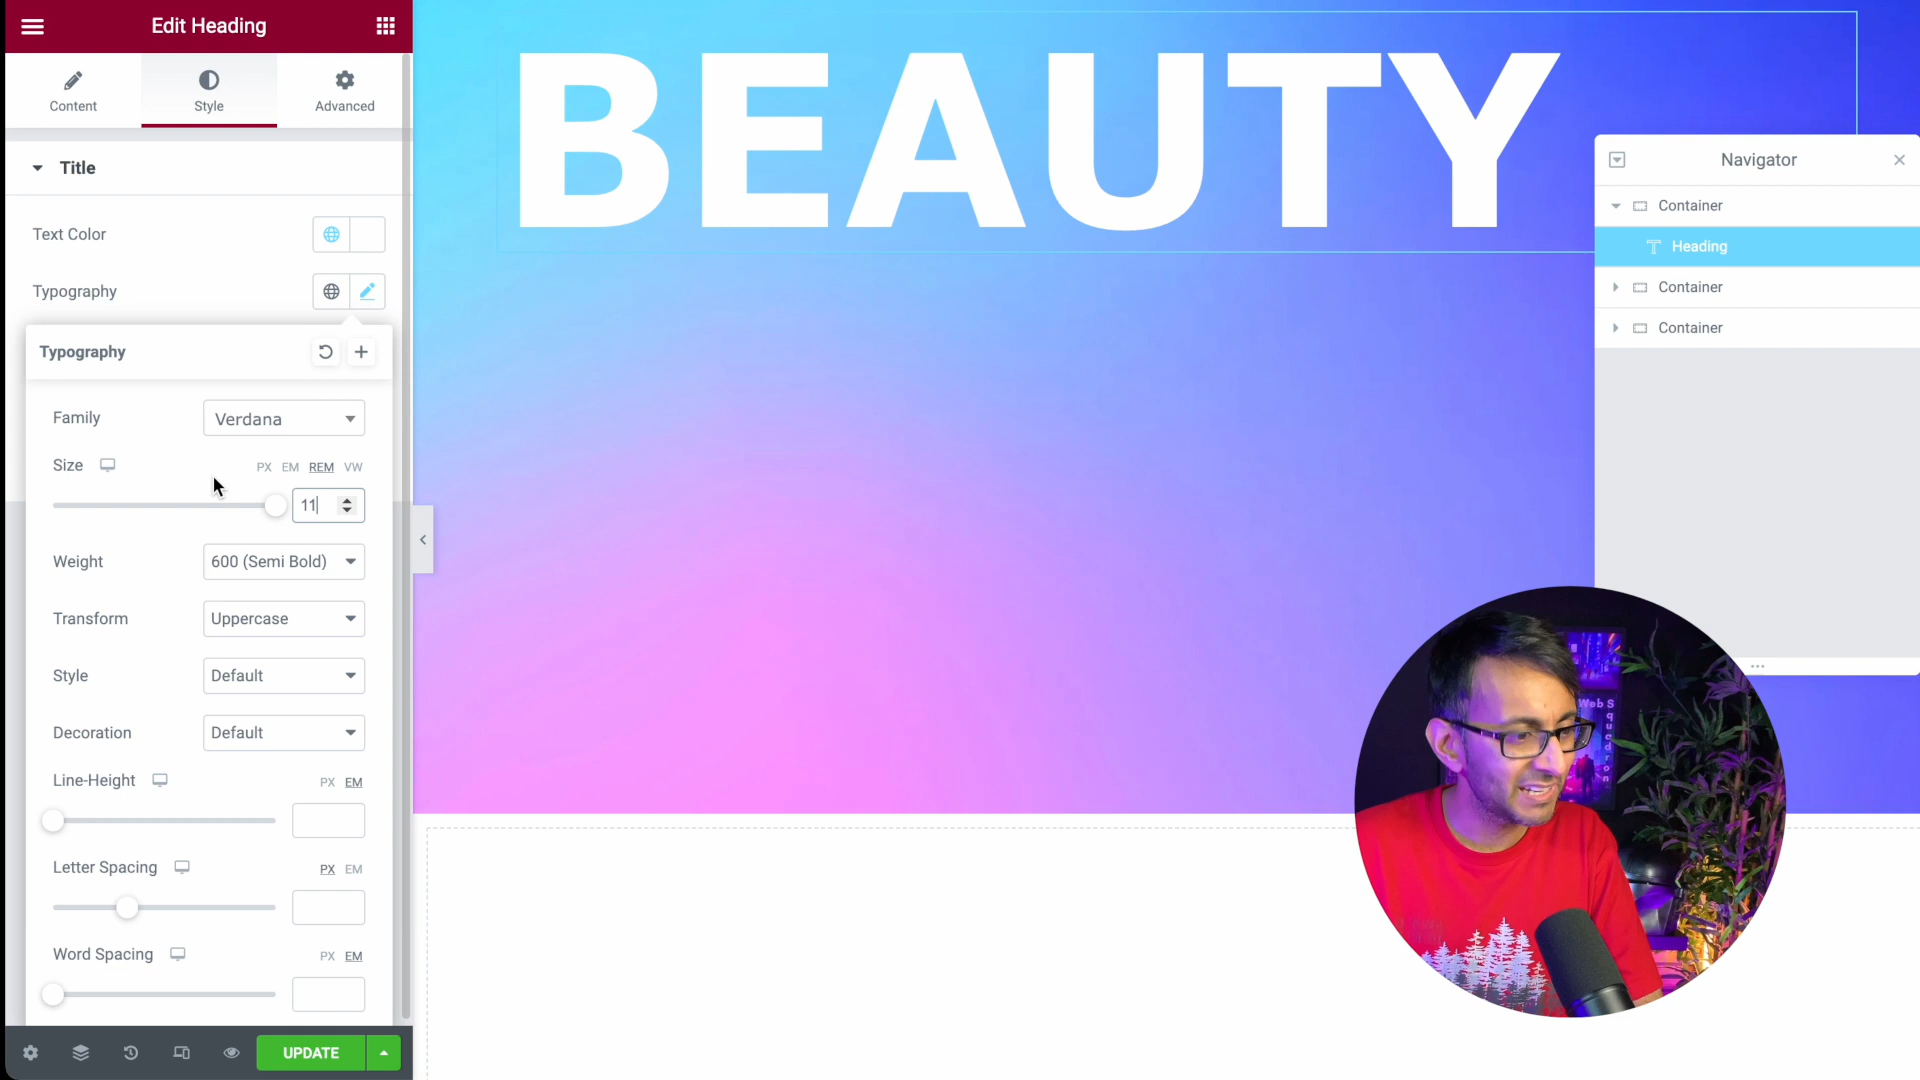 Edit Heading
Content
Style
Advanced
Title
Text Color
Typography
Typography
Family
Verdana
Size
PX EM REM VW
11
Weight
600 (Semi Bold)
Transform
Uppercase
Style
Default
Decoration
Default
Line-Height
PX EM
Letter Spacing
PX EM
Word Spacing
PX EM
UPDATE
BEAUTY
Navigator
Container
Heading
Container
Container
Web Squadron